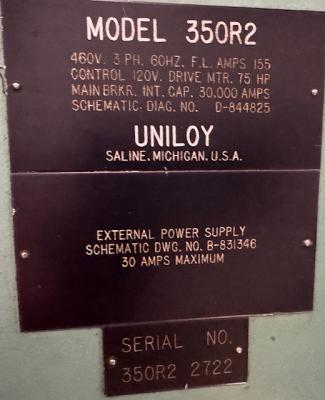 MODEL 350R2
460V. 3 PH. 60HZ. F.L. AMPS 155
CONTROL 120V. DRIVE MTR. 75 HP
MAIN BRKR. INT. CAP. 30.000 AMPS
SCHEMATIC. DIAG. NO. D-844825
UNILOY
SALINE, MICHIGAN, U.S.A.
EXTERNAL POWER SUPPLY
SCHEMATIC DWG. NO. B-831346
30 AMPS MAXIMUM
SERIAL NO.
350R2 2722